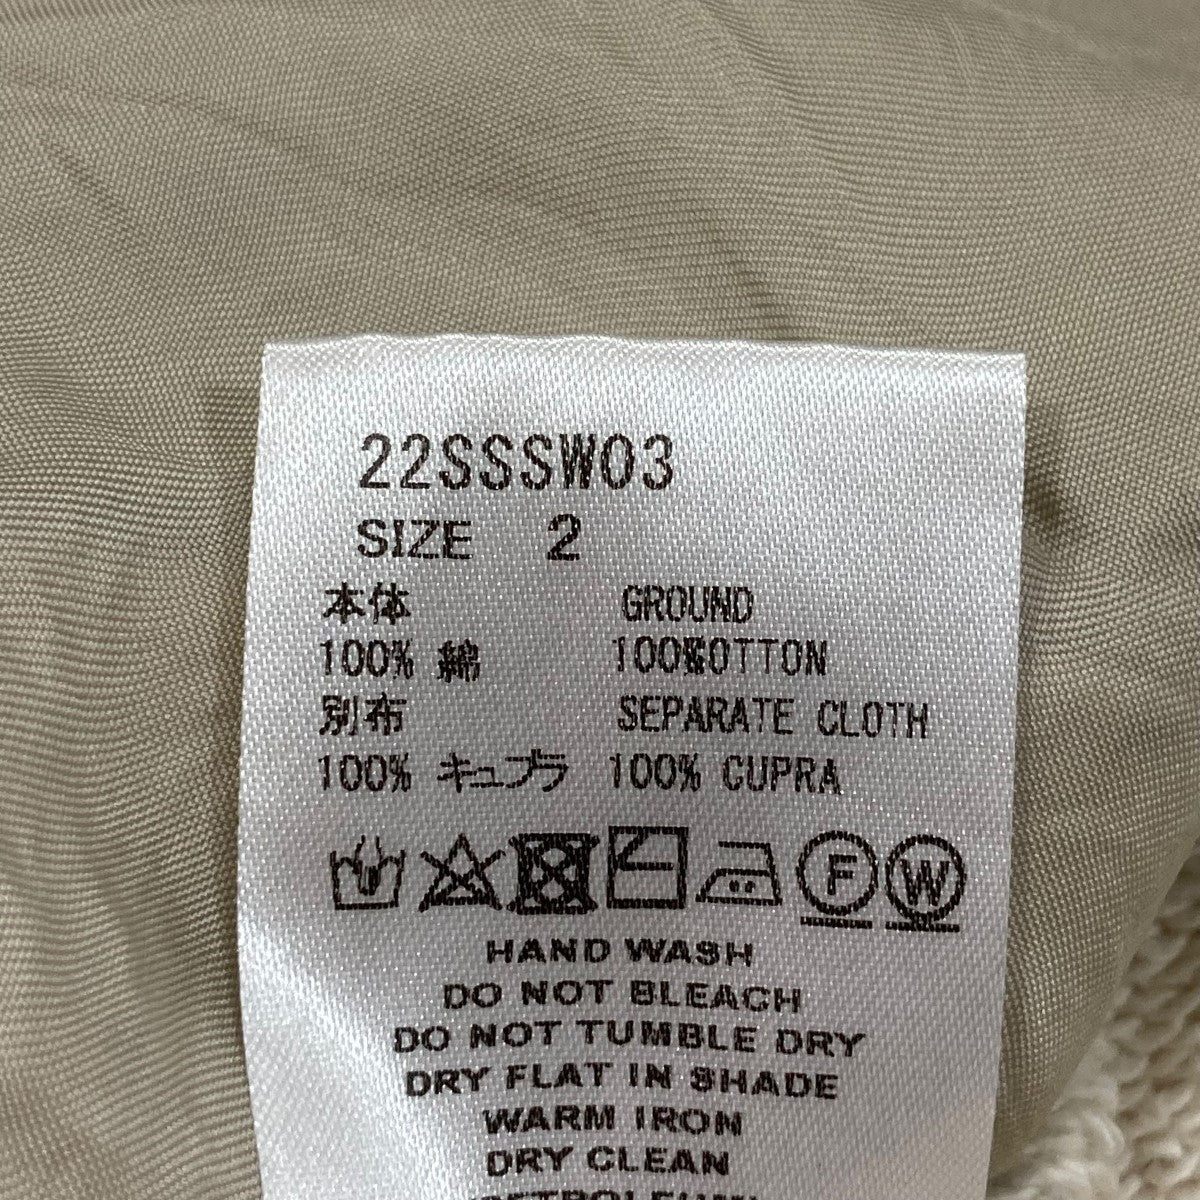 22SSSW03
SIZE 2
本体 GROUND
100% 綿 100%COTTON
別布 SEPARATE CLOTH
100% キュプラ 100% CUPRA
F W
HAND WASH
DO NOT BLEACH
DO NOT TUMBLE DRY
DRY FLAT IN SHADE
WARM IRON
DRY CLEAN